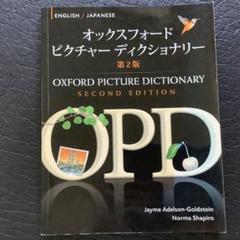 ENGLISH / JAPANESE
オックスフォード
ピクチャー ディクショナリー
第2版
OXFORD PICTURE DICTIONARY
SECOND EDITION
OPD
Jayme Adelson-Goldstein
Norma Shapiro